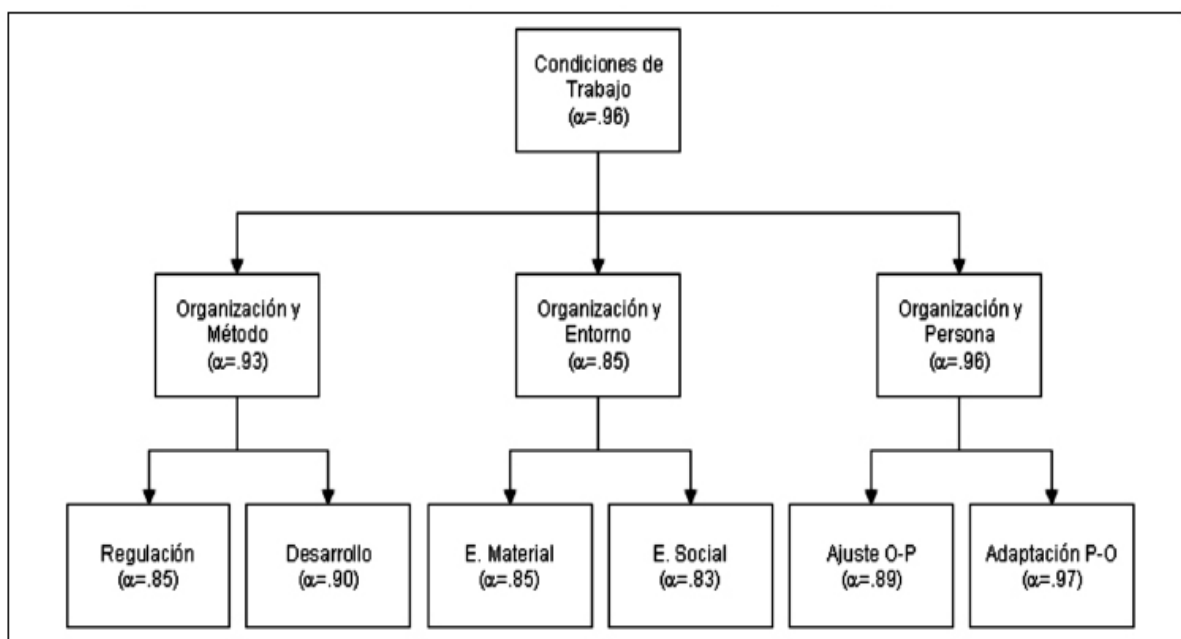 Condiciones de
Trabajo
(α=.96)
Organización y
Método
(α=.93)
Organización y
Entorno
(α=.85)
Organización y
Persona
(α=.96)
Regulación
(α=.85)
Desarrollo
(α=.90)
E. Material
(α=.85)
E. Social
(α=.83)
Ajuste O-P
(α=.89)
Adaptación P-O
(α=.97)